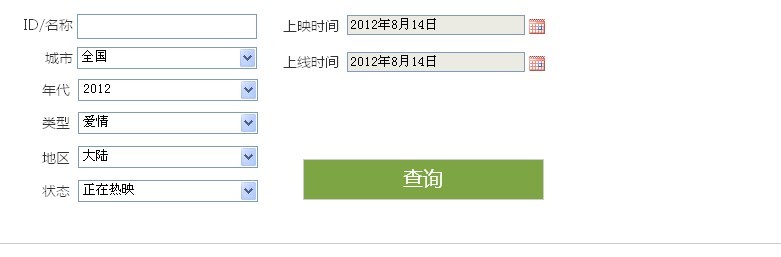 ID/名称
上映时间 2012年8月14日
城市 全国
上线时间 2012年8月14日
年代 2012
类型 爱情
地区 大陆
状态 正在热映
查询